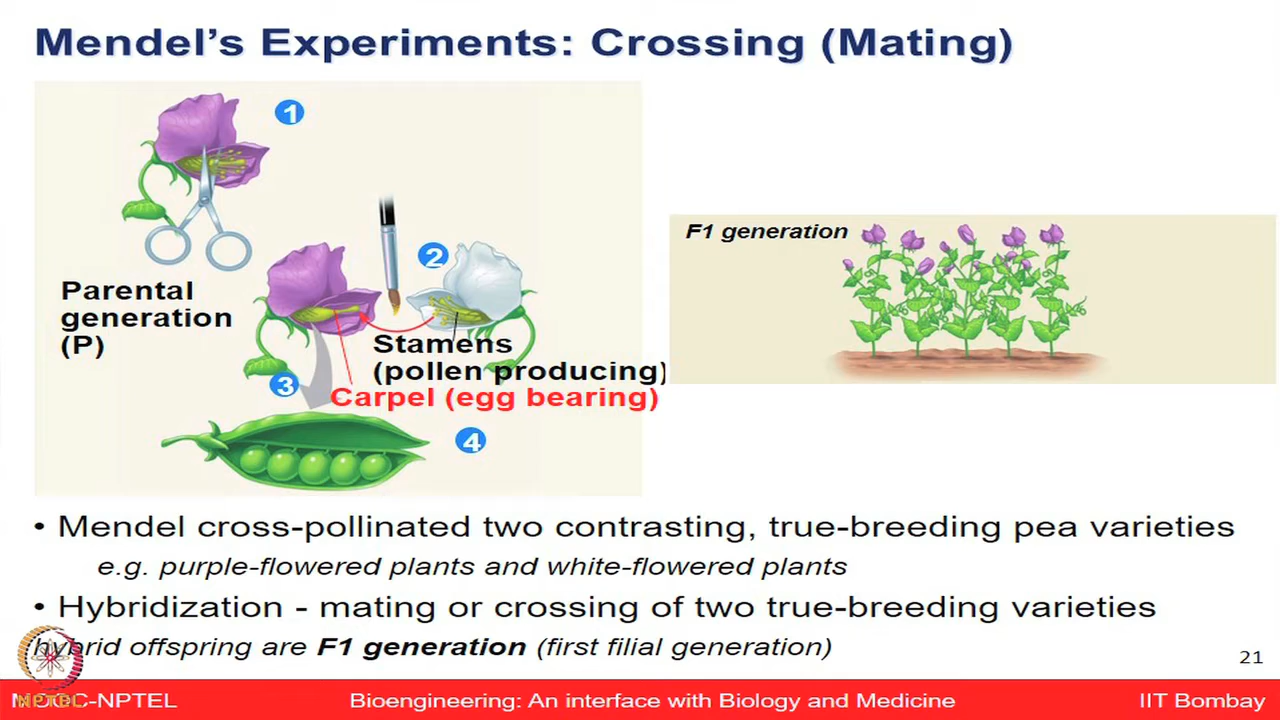 Mendel's Experiments: Crossing (Mating)
1
2
Parental
generation
(P)
Stamens
(pollen producing)
3
Carpel (egg bearing)
4
F1 generation
• Mendel cross-pollinated two contrasting, true-breeding pea varieties
e.g. purple-flowered plants and white-flowered plants
• Hybridization - mating or crossing of two true-breeding varieties
hybrid offspring are F1 generation (first filial generation)
21
NPTEL
MOOC-NPTEL
Bioengineering: An interface with Biology and Medicine
IIT Bombay